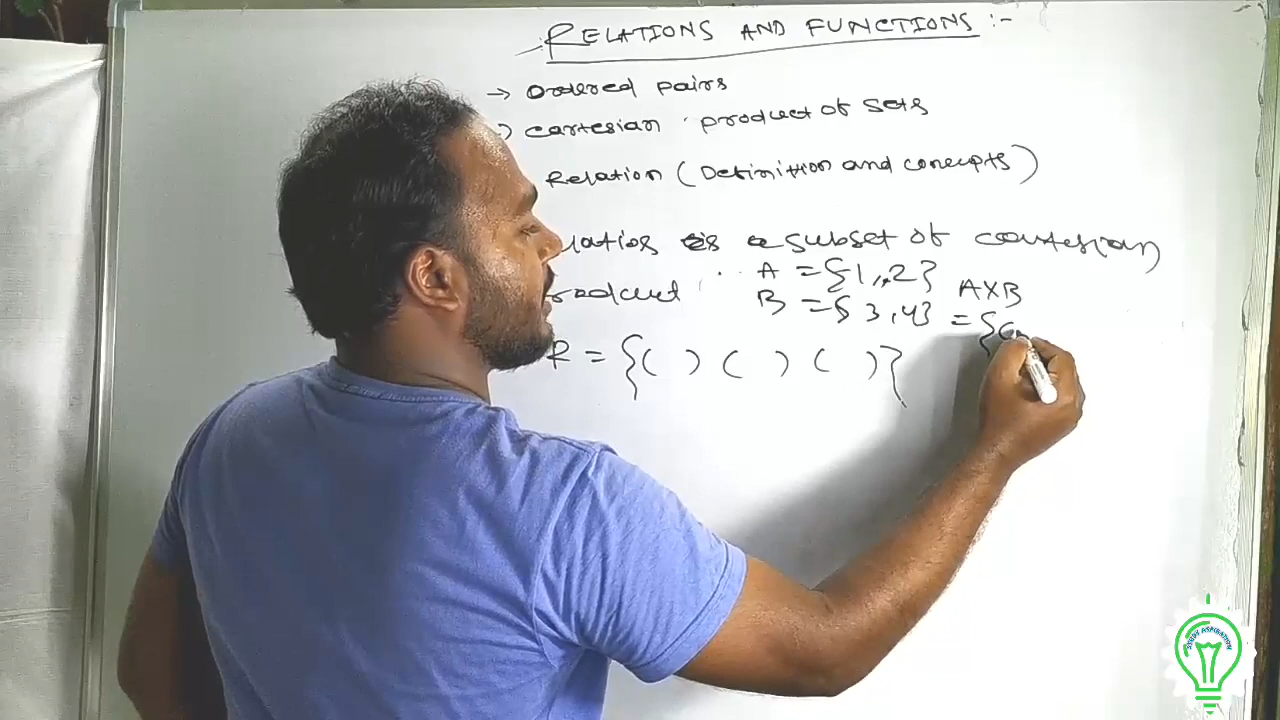 RELATIONS AND FUNCTIONS :-
→ Ordered pairs
cartesian product of sets
Relation (Definition and concepts)
is a subset of cartesian
A = {1, 2}
B = {3, 4} A X B
R = { ( ) ( ) ( ) } = { (